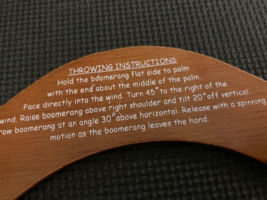 THROWING INSTRUCTIONS
Hold the boomerang flat side to palm
with the end about the middle of the palm.
Face directly into the wind. Turn 45° to the right of the
wind. Raise boomerang above right shoulder and tilt 20° off vertical.
row boomerang at an angle 30° above horizontal. Release with a spinning
motion as the boomerang leaves the hand.